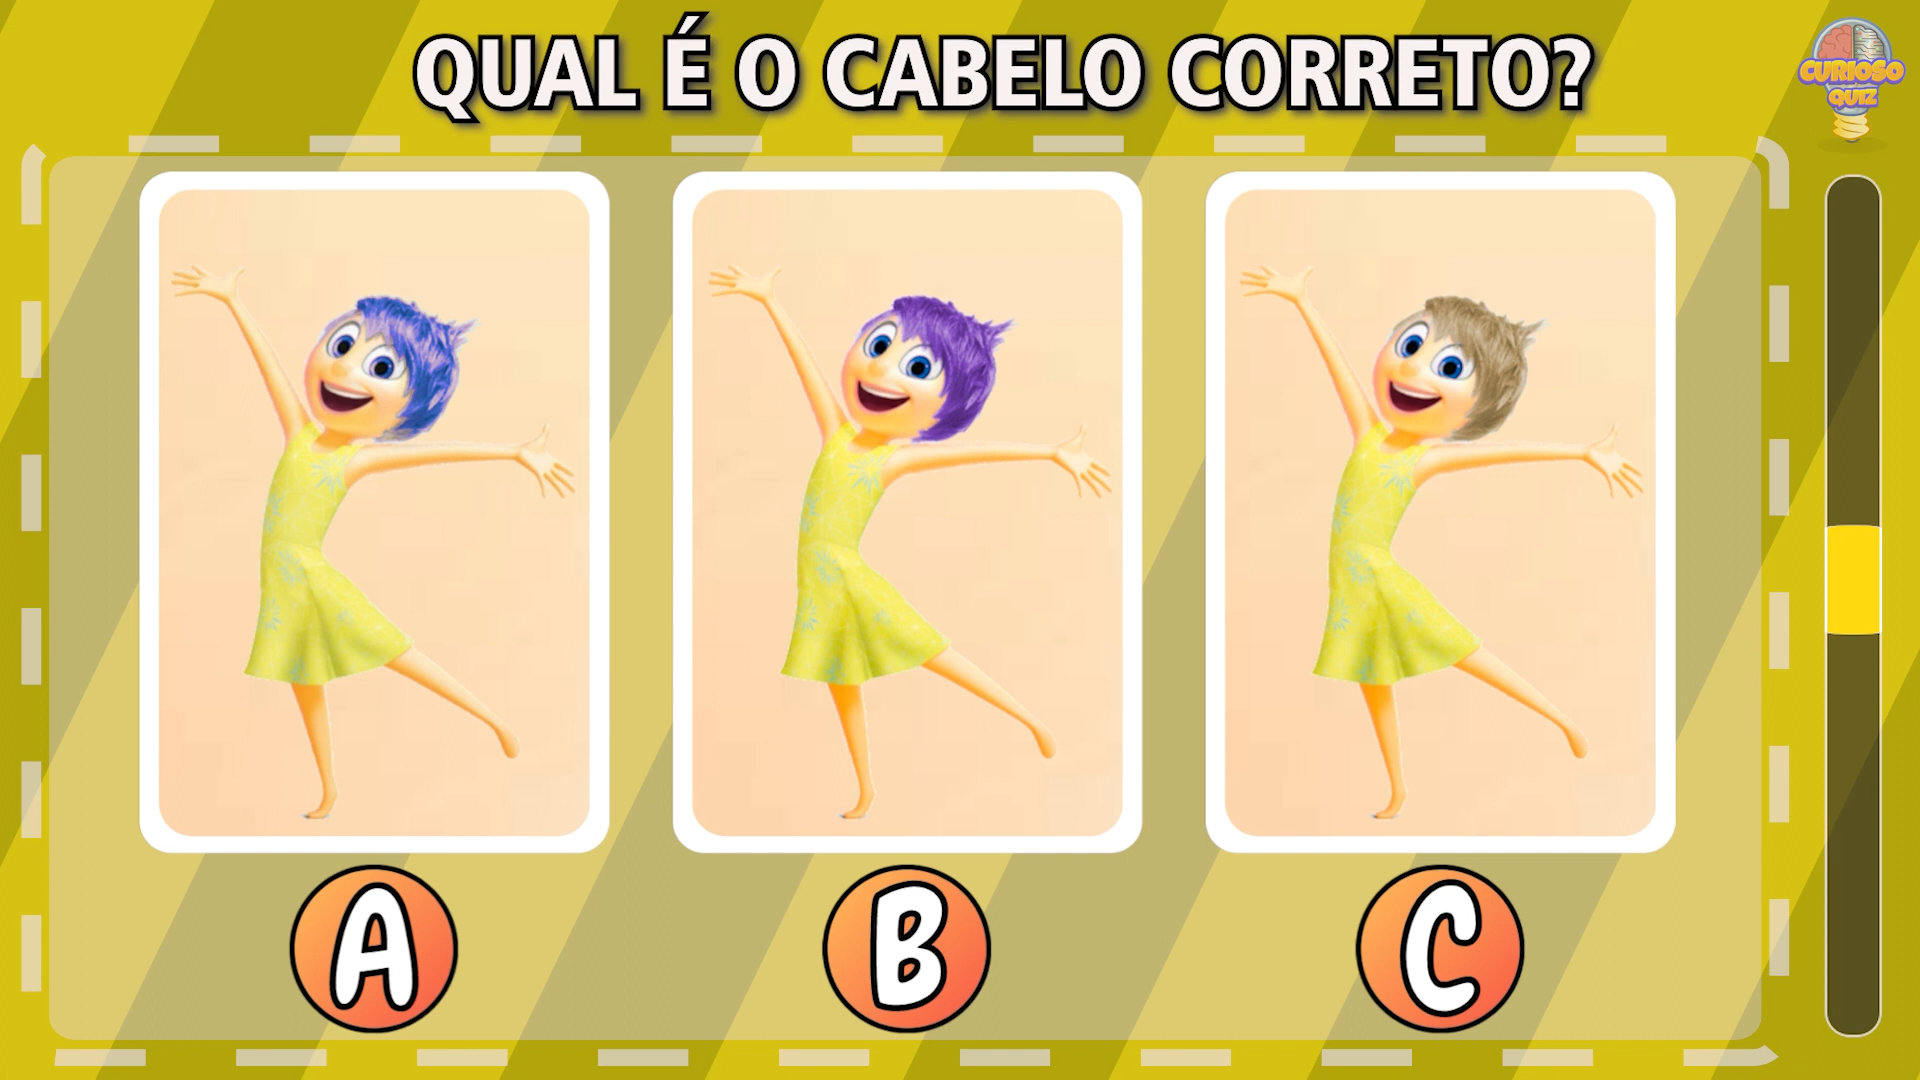 QUAL É O CABELO CORRETO?
CURIOSO
QUIZ
A
B
C